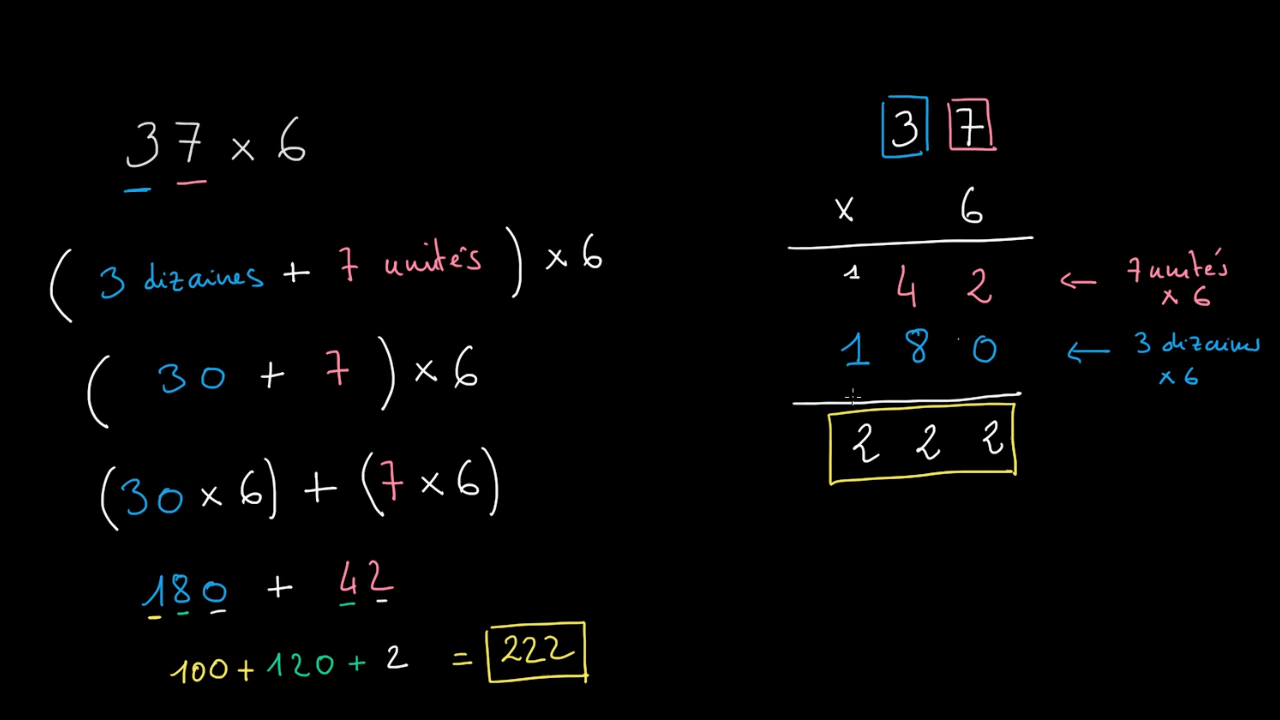 37 × 6
( 3 dizaines + 7 unités ) × 6
( 30 + 7 ) × 6
(30 × 6) + (7 × 6)
180 + 42
100 + 120 + 2 = 222
3 7
× 6
1 4 2 ← 7 unités × 6
1 8 0 ← 3 dizaines × 6
2 2 2